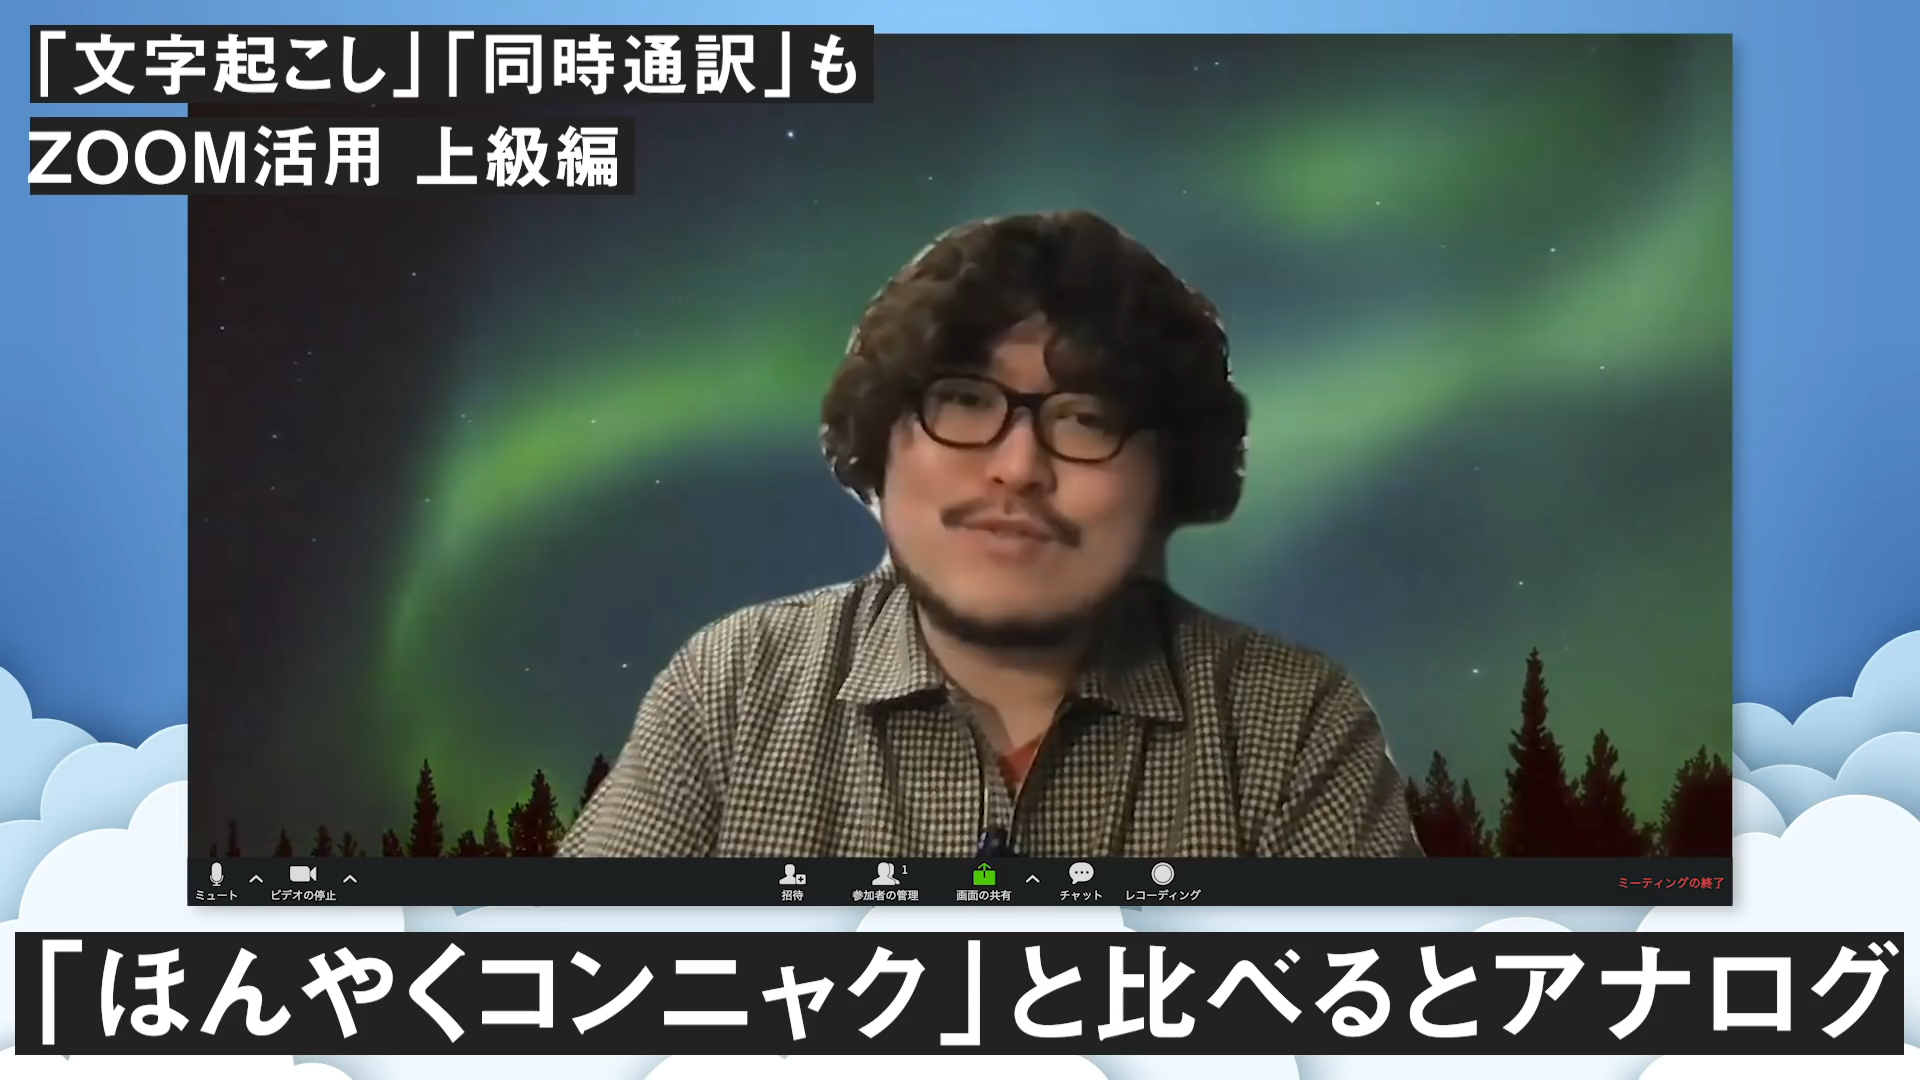 「文字起こし」「同時通訳」も
ZOOM活用 上級編
ミュート
ビデオの停止
招待
1
参加者の管理
画面の共有
チャット
レコーディング
ミーティングの終了
「ほんやくコンニャク」と比べるとアナログ